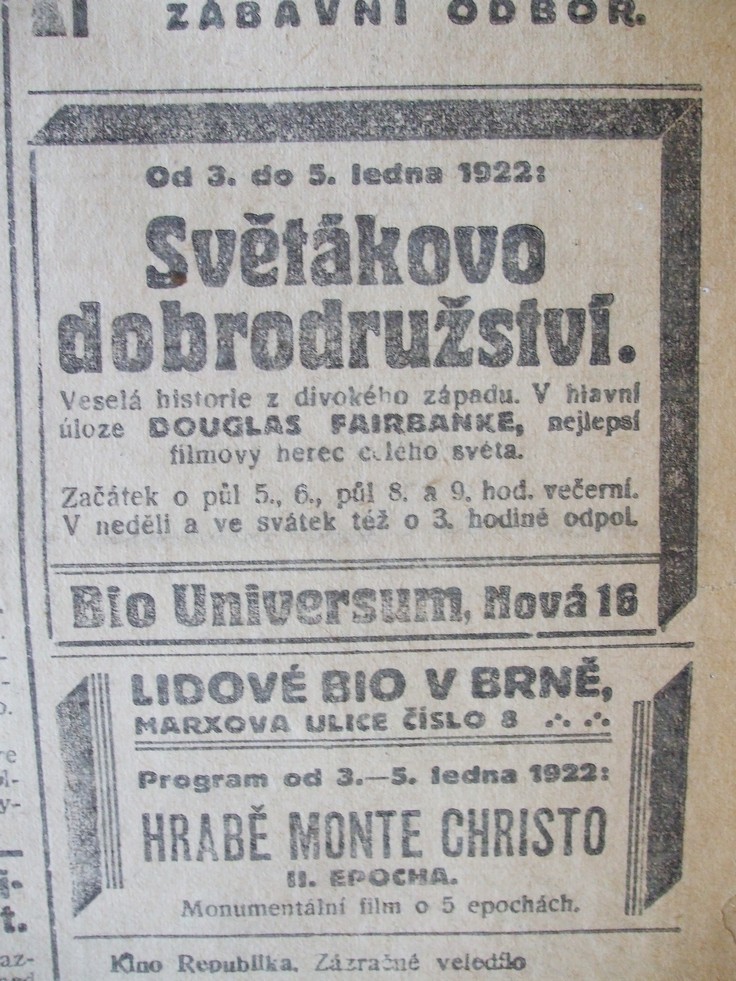 ZÁBAVNÍ ODBOR.
Od 3. do 5. ledna 1922:
Světákovo
dobrodružství.
Veselá historie z divokého západu. V hlavní
úloze DOUGLAS FAIRBANKE, nejlepší
filmový herec celého světa.
Začátek o půl 5., 6., půl 8. a 9. hod. večerní.
V neděli a ve svátek též o 3. hodině odpol.
Bio Universum, Nová 16
LIDOVÉ BIO V BRNĚ,
MARXOVA ULICE ČÍSLO 8
Program od 3.—5. ledna 1922:
HRABĚ MONTE CHRISTO
II. EPOCHA.
Monumentální film o 5 epochách.
Kino Republika. Zázračné veledílo